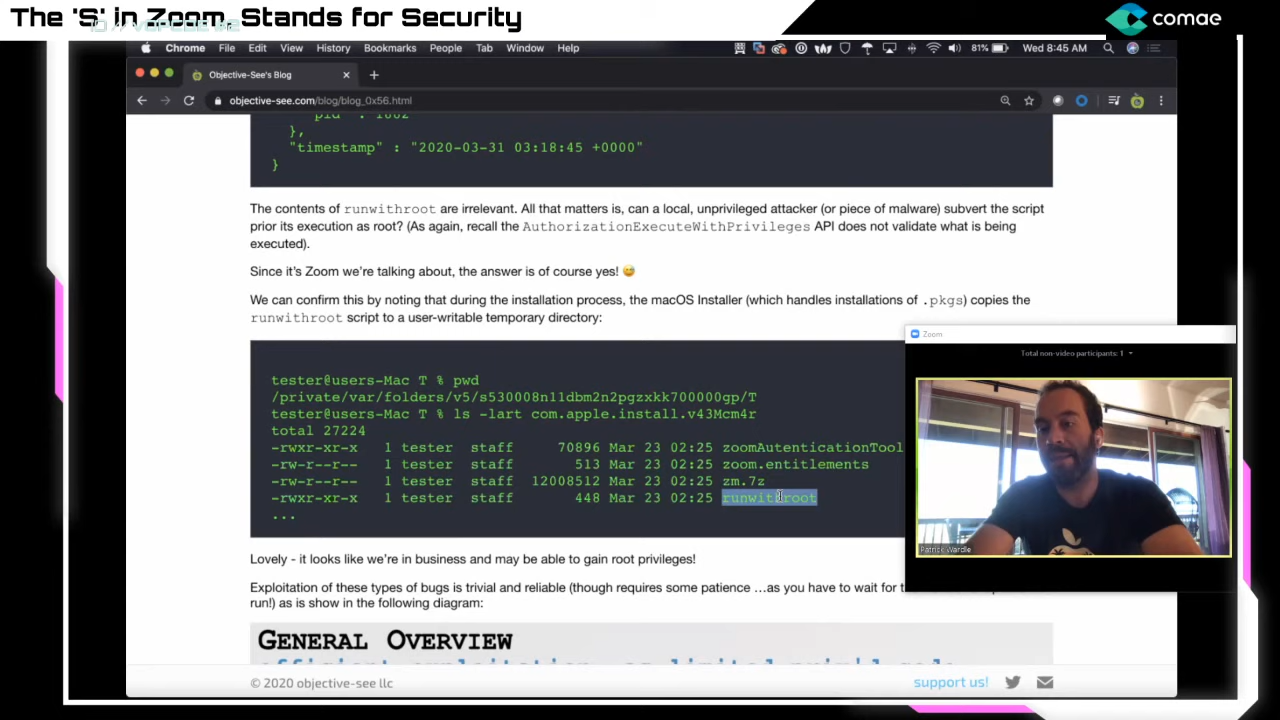 The 'S' in Zoom, Stands for Security
comae
Chrome File Edit View History Bookmarks People Tab Window Help
81% Wed 8:45 AM
Objective-See's Blog
objective-see.com/blog/blog_0x56.html
"pid" : 1882
},
"timestamp" : "2020-03-31 03:18:45 +0000"
}
The contents of runwithroot are irrelevant. All that matters is, can a local, unprivileged attacker (or piece of malware) subvert the script
prior its execution as root? (As again, recall the AuthorizationExecuteWithPrivileges API does not validate what is being
executed).
Since it's Zoom we're talking about, the answer is of course yes! 😅
We can confirm this by noting that during the installation process, the macOS Installer (which handles installations of .pkgs) copies the
runwithroot script to a user-writable temporary directory:
Zoom
Total non-video participants: 1
tester@users-Mac T % pwd
/private/var/folders/v5/s530008n11dbm2n2pgzxkk700000gp/T
tester@users-Mac T % ls -lart com.apple.install.v43Mcm4r
total 27224
-rwxr-xr-x 1 tester staff 70896 Mar 23 02:25 zoomAutenticationTool
-rw-r--r-- 1 tester staff 513 Mar 23 02:25 zoom.entitlements
-rw-r--r-- 1 tester staff 12008512 Mar 23 02:25 zm.7z
-rwxr-xr-x 1 tester staff 448 Mar 23 02:25 runwithroot
...
Patrick Wardle
Lovely - it looks like we're in business and may be able to gain root privileges!
Exploitation of these types of bugs is trivial and reliable (though requires some patience ...as you have to wait for
run!) as is show in the following diagram:
General Overview
© 2020 objective-see llc
support us!